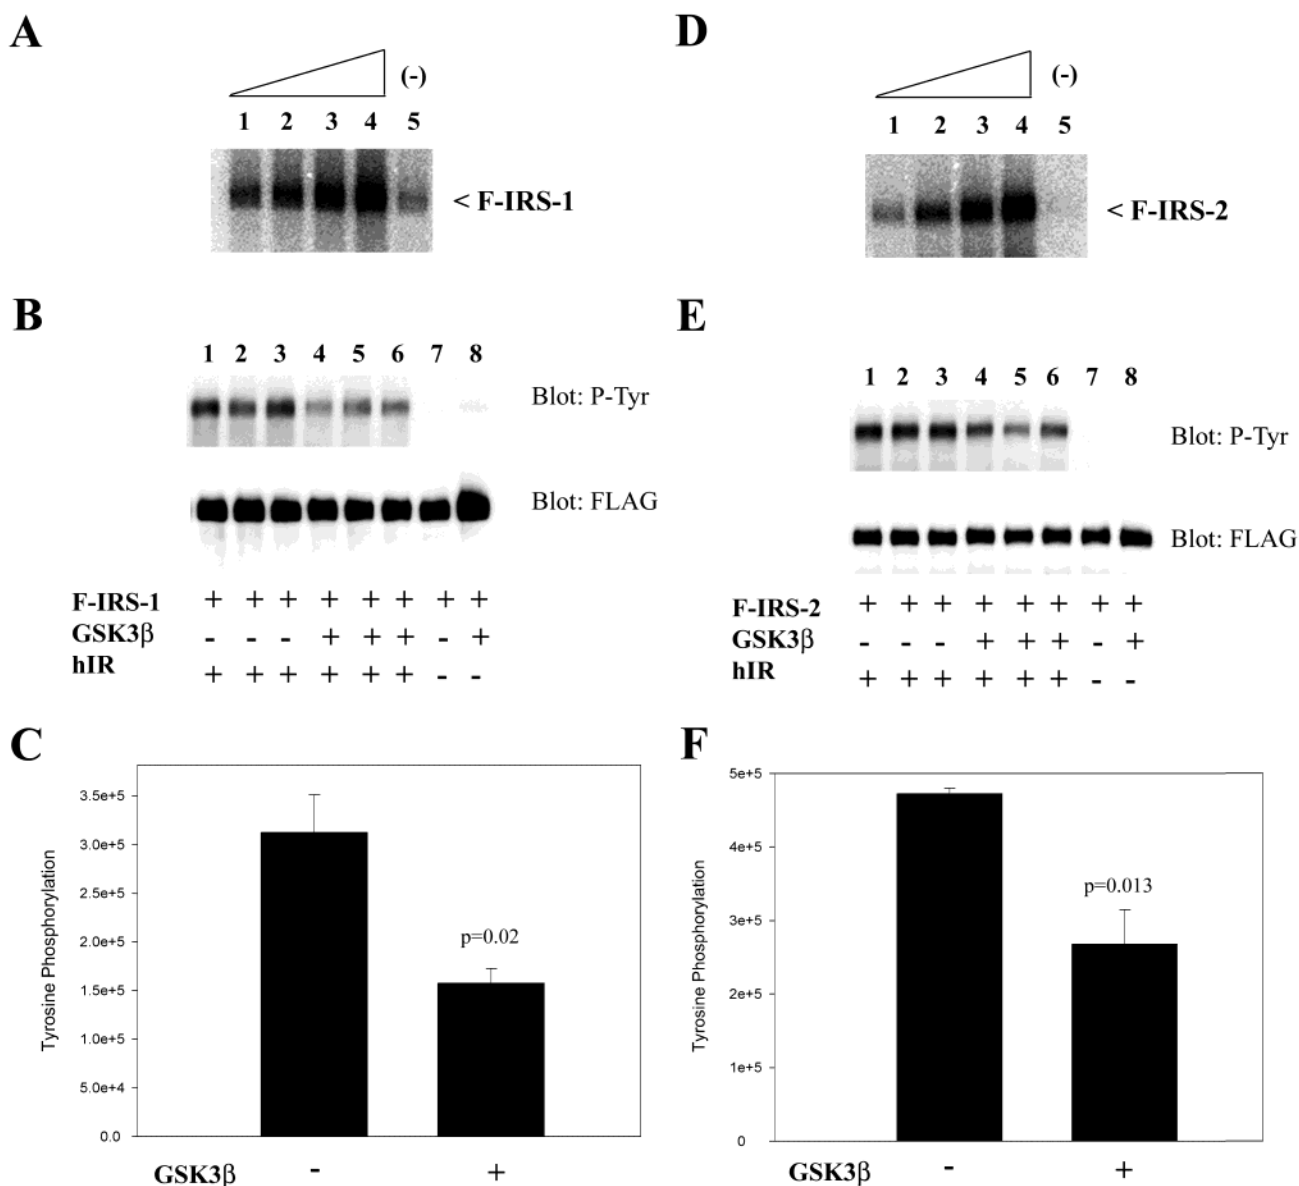 A
(-)
1 2 3 4 5
< F-IRS-1
B
1 2 3 4 5 6 7 8
Blot: P-Tyr
Blot: FLAG
F-IRS-1 + + + + + + + +
GSK3β - - - + + + - +
hIR + + + + + + - -
C
3.5e+5
3.0e+5
2.5e+5
2.0e+5
1.5e+5
1.0e+5
5.0e+4
0.0
Tyrosine Phosphorylation
p=0.02
GSK3β - +
D
(-)
1 2 3 4 5
< F-IRS-2
E
1 2 3 4 5 6 7 8
Blot: P-Tyr
Blot: FLAG
F-IRS-2 + + + + + + + +
GSK3β - - - + + + - +
hIR + + + + + + - -
F
5e+5
4e+5
3e+5
2e+5
1e+5
0
Tyrosine Phosphorylation
p=0.013
GSK3β - +